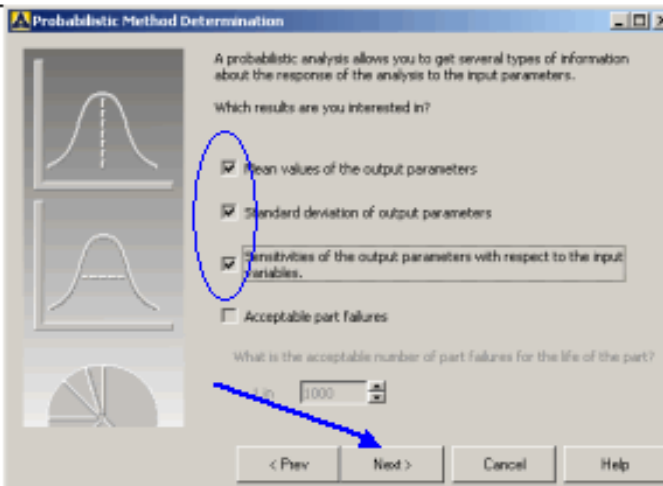 Probabilistic Method Determination
A probabilistic analysis allows you to get several types of information
about the response of the analysis to the input parameters.
Which results are you interested in?
Mean values of the output parameters
Standard deviation of output parameters
Sensitivities of the output parameters with respect to the input
variables.
Acceptable part failures
What is the acceptable number of part failures for the life of the part?
1 in 1000
< Prev Next > Cancel Help